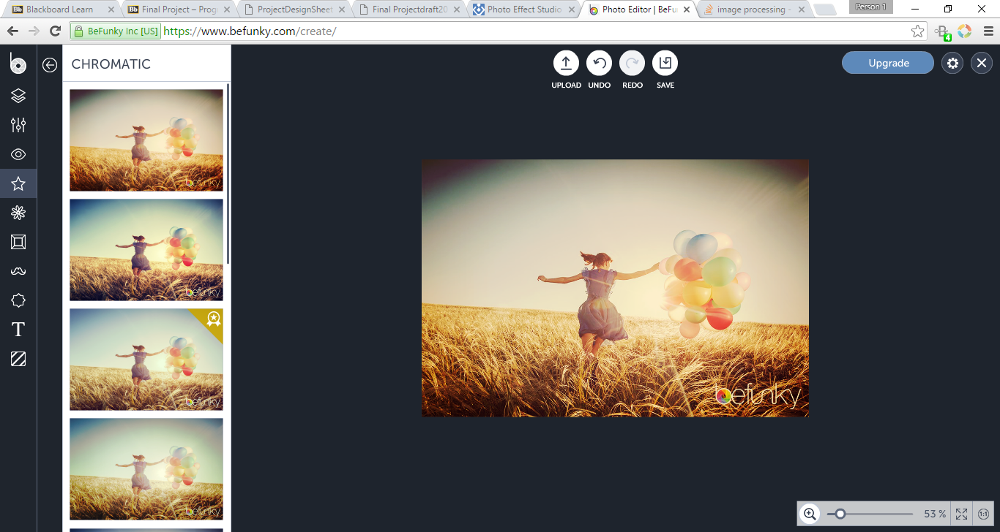 Blackboard Learn
Final Project – Prog
ProjectDesignSheet
Final Projectdraft20
Photo Effect Studio
Photo Editor | BeFu
image processing -
Person 1
BeFunky Inc [US] https://www.befunky.com/create/
4
CHROMATIC
UPLOAD UNDO REDO SAVE
Upgrade
befunky
befunky
befunky
befunky
befunky
T
53 %
1:1